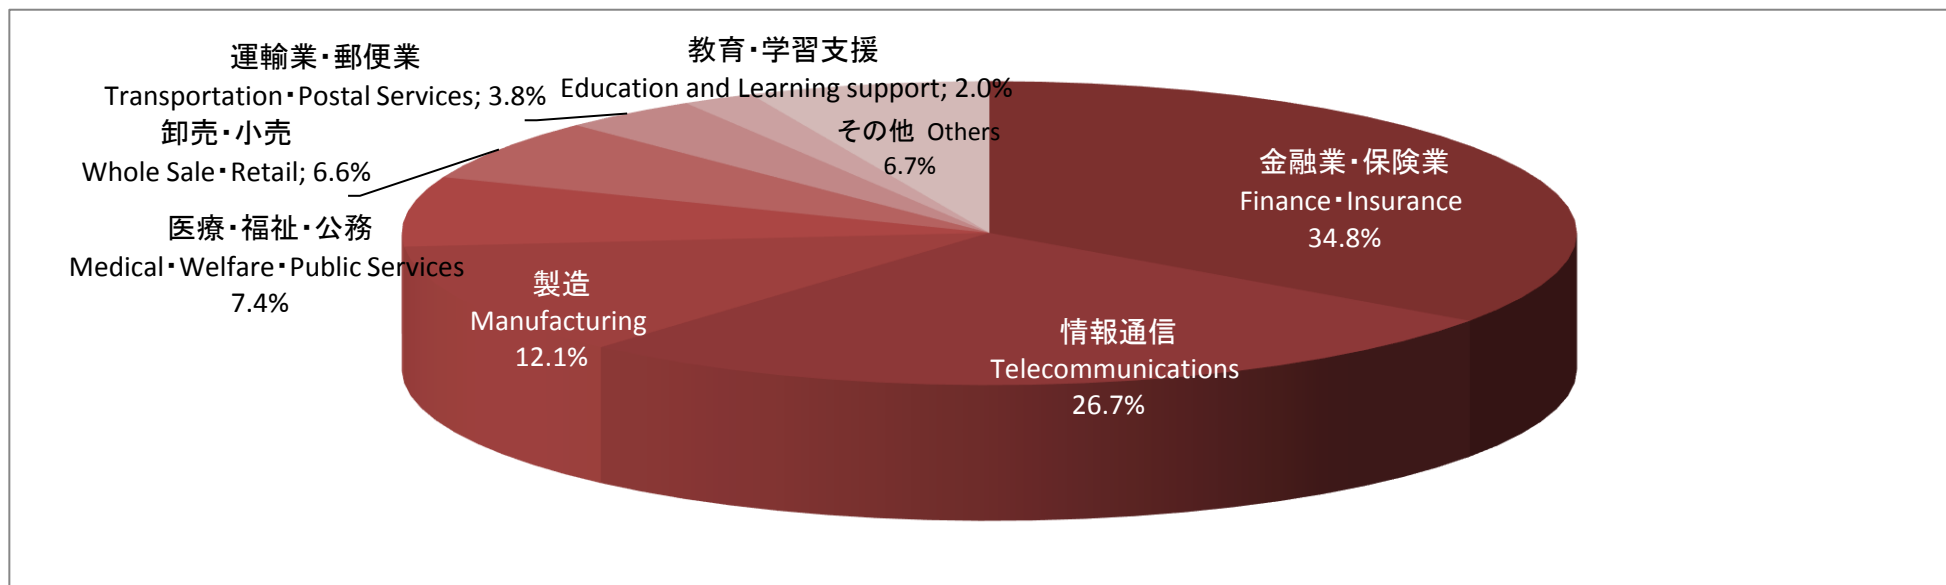 運輸業・郵便業
Transportation・Postal Services; 3.8%
教育・学習支援
Education and Learning support; 2.0%
卸売・小売
Whole Sale・Retail; 6.6%
その他 Others
6.7%
金融業・保険業
Finance・Insurance
34.8%
医療・福祉・公務
Medical・Welfare・Public Services
7.4%
製造
Manufacturing
12.1%
情報通信
Telecommunications
26.7%